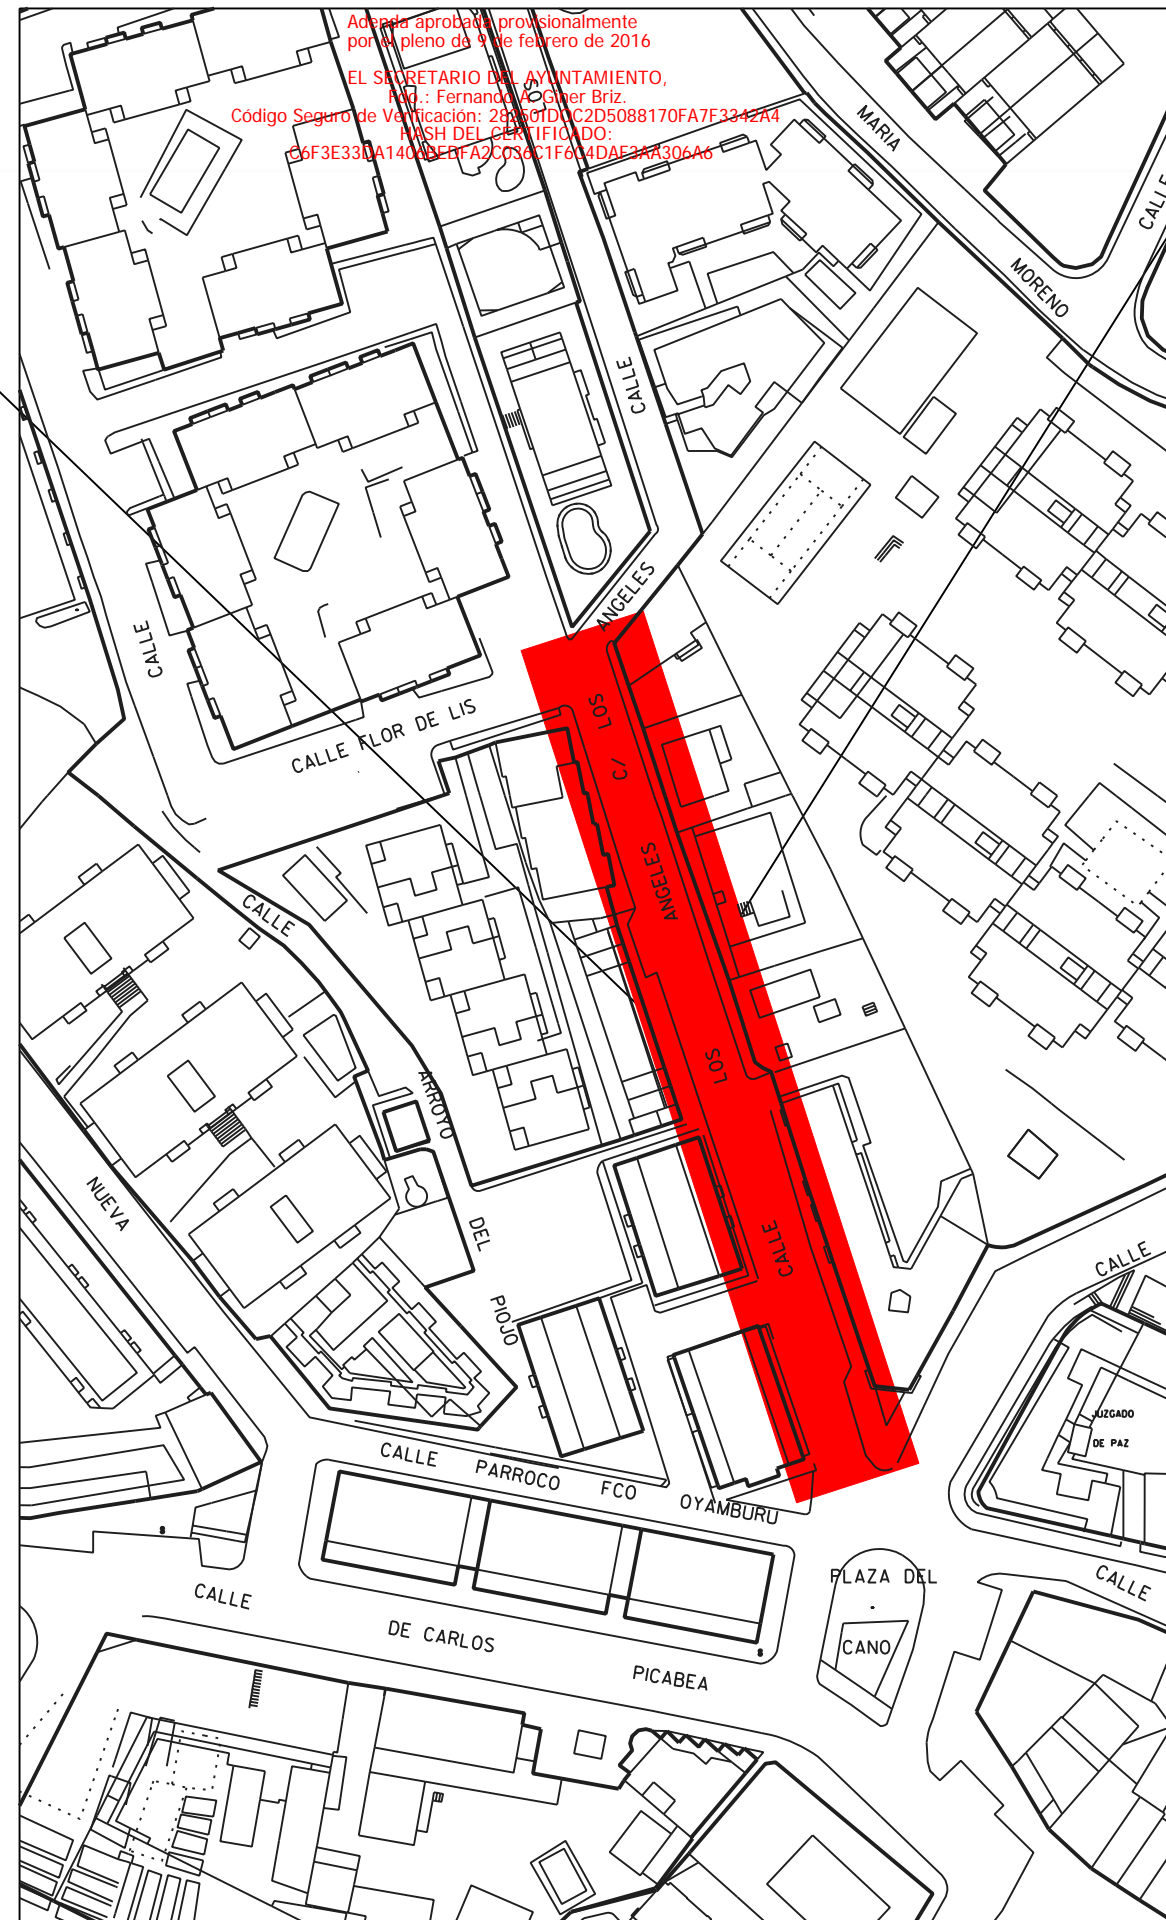 Adenda aprobada provisionalmente
por el pleno de 9 de febrero de 2016
EL SECRETARIO DEL AYUNTAMIENTO,
Fdo.: Fernando A. Giner Briz.
Código Seguro de Verificación: 28250IDOC2D5088170FA7F3342A4
HASH DEL CERTIFICADO:
C6F3E33DA1406BEDFA2C036C1F6C4DAF3AA306A6
LOS
MARIA
MORENO
CALLE
CALLE
ANGELES
CALLE
CALLE FLOR DE LIS
LOS
C/
ANGELES
LOS
CALLE
CALLE
ARROYO
DEL
PIOJO
NUEVA
CALLE
JUZGADO
DE PAZ
CALLE PARROCO FCO OYAMBURU
CALLE
DE CARLOS
PICABEA
PLAZA DEL
CANO
CALLE